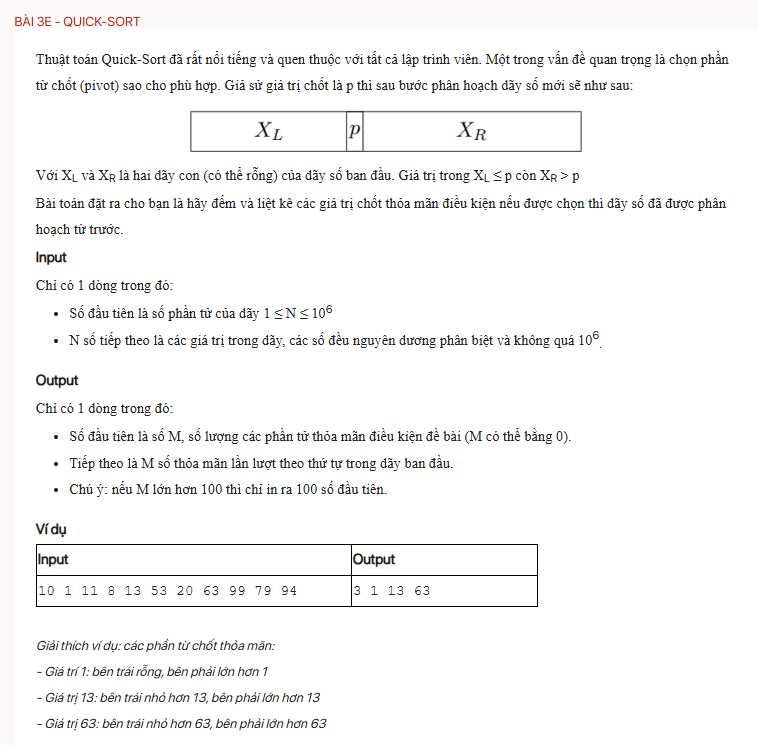 BÀI 3E - QUICK-SORT
Thuật toán Quick-Sort đã rất nổi tiếng và quen thuộc với tất cả lập trình viên. Một trong vấn đề quan trọng là chọn phần
tử chốt (pivot) sao cho phù hợp. Giả sử giá trị chốt là p thì sau bước phân hoạch dãy số mới sẽ như sau:
X_L p X_R
Với X_L và X_R là hai dãy con (có thể rỗng) của dãy số ban đầu. Giá trị trong X_L ≤ p còn X_R > p
Bài toán đặt ra cho bạn là hãy đếm và liệt kê các giá trị chốt thỏa mãn điều kiện nếu được chọn thì dãy số đã được phân
hoạch từ trước.
Input
Chỉ có 1 dòng trong đó:
• Số đầu tiên là số phần tử của dãy 1 ≤ N ≤ 10^6
• N số tiếp theo là các giá trị trong dãy, các số đều nguyên dương phân biệt và không quá 10^6.
Output
Chỉ có 1 dòng trong đó:
• Số đầu tiên là số M, số lượng các phần tử thỏa mãn điều kiện đề bài (M có thể bằng 0).
• Tiếp theo là M số thỏa mãn lần lượt theo thứ tự trong dãy ban đầu.
• Chú ý: nếu M lớn hơn 100 thì chỉ in ra 100 số đầu tiên.
Ví dụ
Input Output
10 1 11 8 13 53 20 63 99 79 94 3 1 13 63
Giải thích ví dụ: các phần tử chốt thỏa mãn:
- Giá trí 1: bên trái rỗng, bên phải lớn hơn 1
- Giá trị 13: bên trái nhỏ hơn 13, bên phải lớn hơn 13
- Giá trị 63: bên trái nhỏ hơn 63, bên phải lớn hơn 63